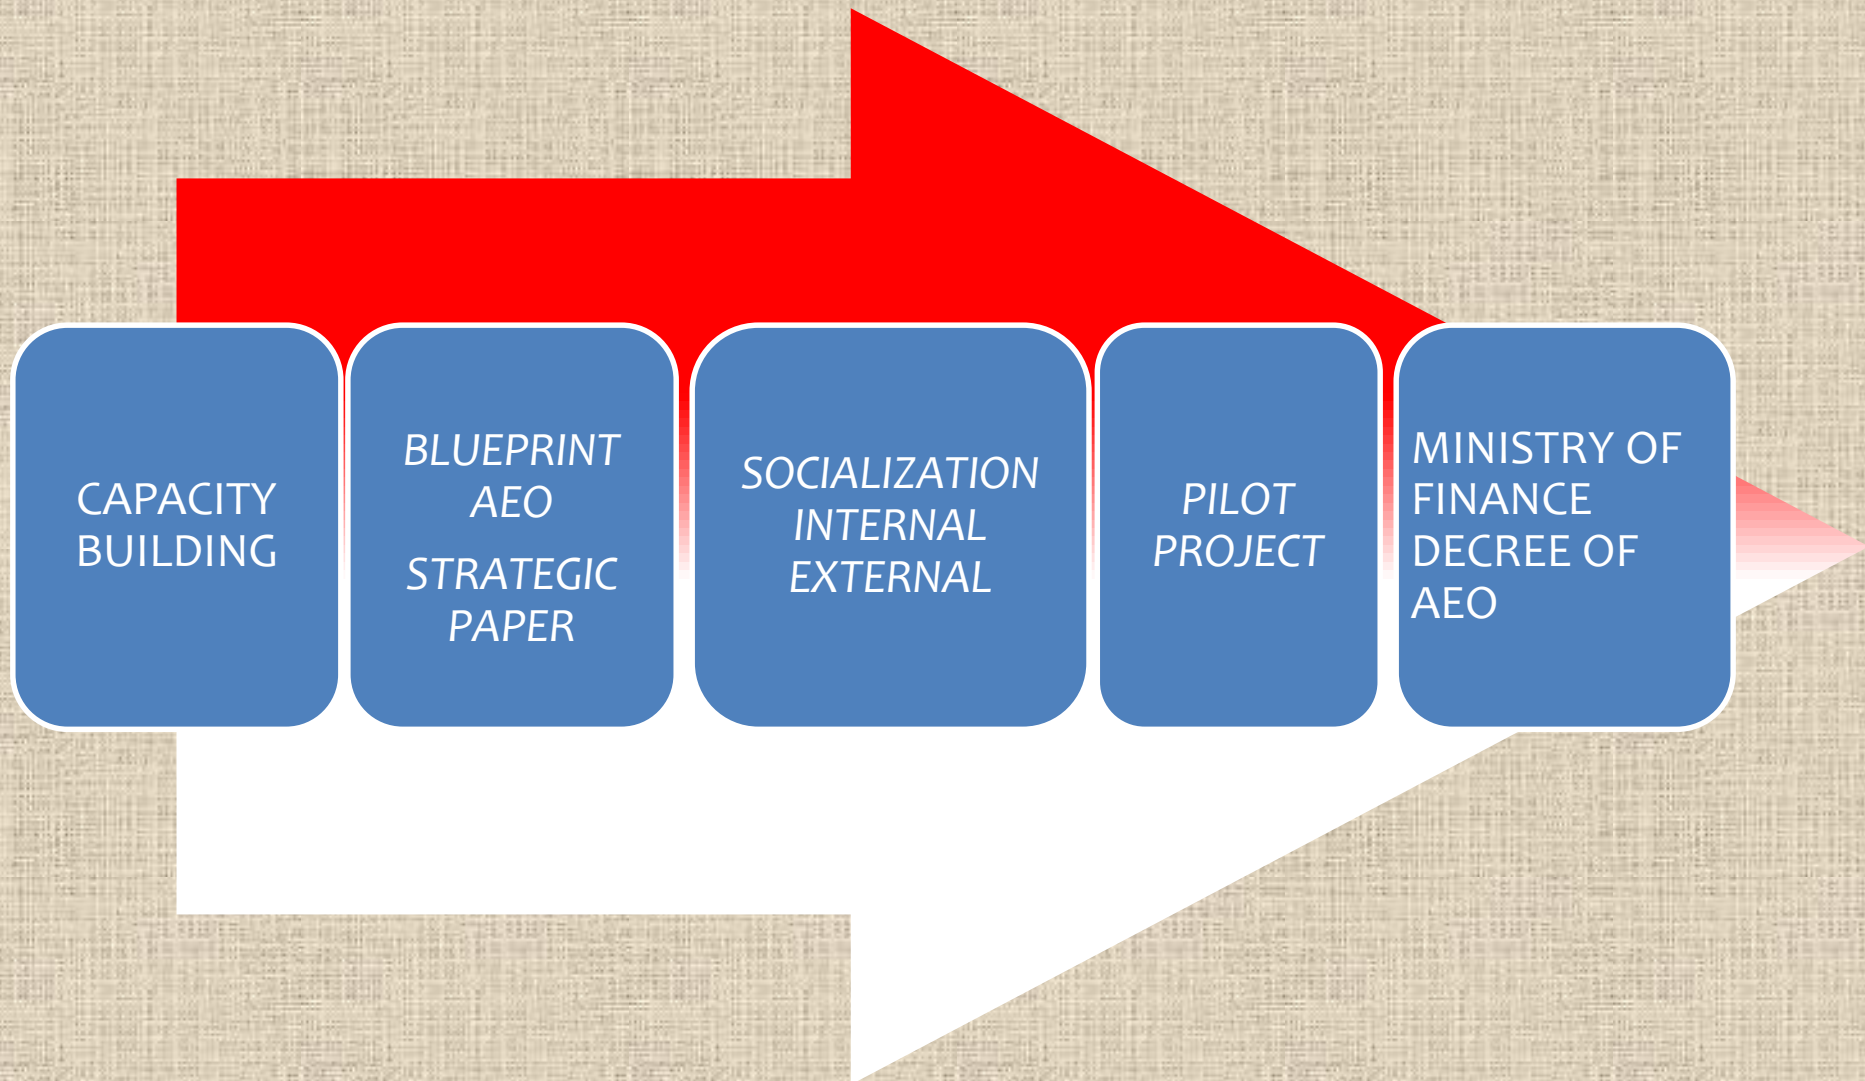 CAPACITY
BUILDING
BLUEPRINT
AEO
STRATEGIC
PAPER
SOCIALIZATION
INTERNAL
EXTERNAL
PILOT
PROJECT
MINISTRY OF
FINANCE
DECREE OF
AEO